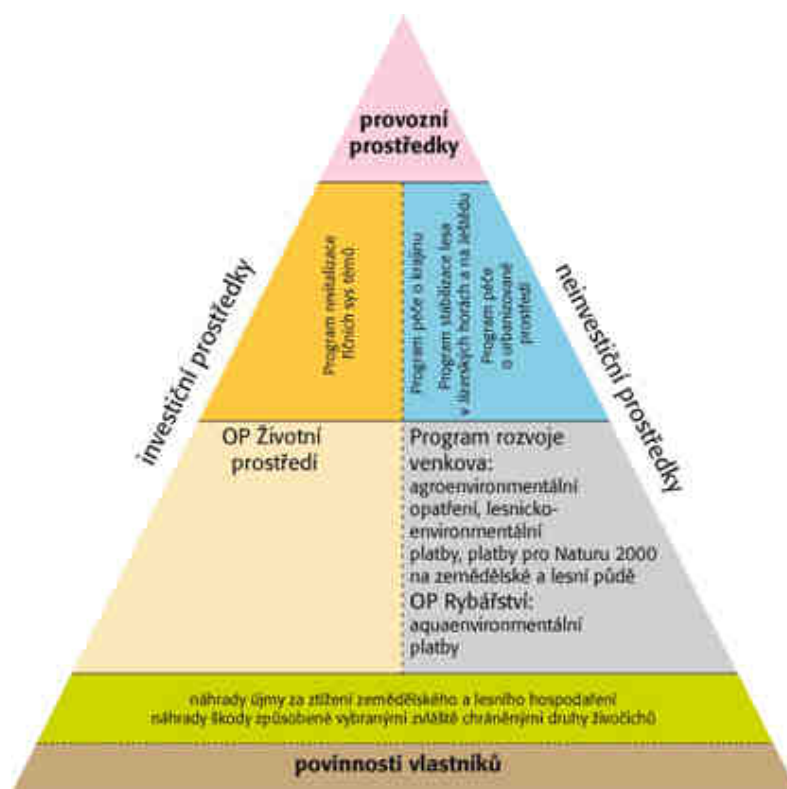 provozní
prostředky
investiční prostředky
neinvestiční prostředky
Program revitalizace
říčních sys témů
Program péče o krajinu
Program stabilizace lesa
v Jizerských horách a na Ještědu
Program péče
o urbanizované
prostředí
OP Životní
prostředí
Program rozvoje
venkova:
agroenvironmentální
opatření, lesnicko-
environmentální
platby, platby pro Naturu 2000
na zemědělské a lesní půdě
OP Rybářství:
aquaenvironmentální
platby
náhrady újmy za ztížení zemědělského a lesního hospodaření
náhrady škody způsobené vybranými zvláště chráněnými druhy živočichů
povinnosti vlastníků